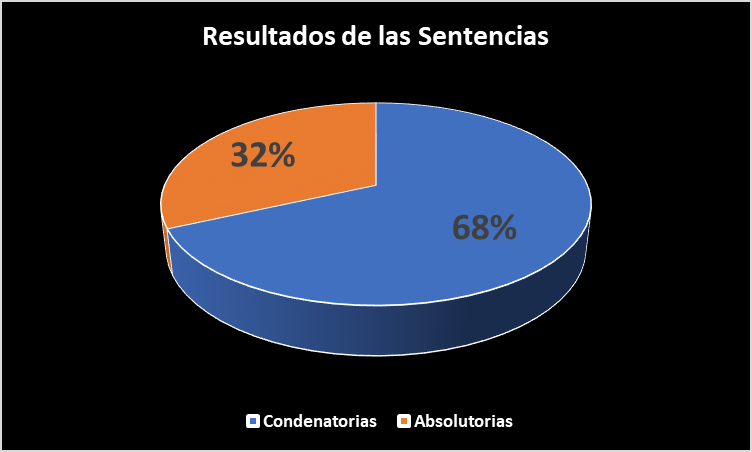 Resultados de las Sentencias
32%
68%
Condenatorias Absolutorias